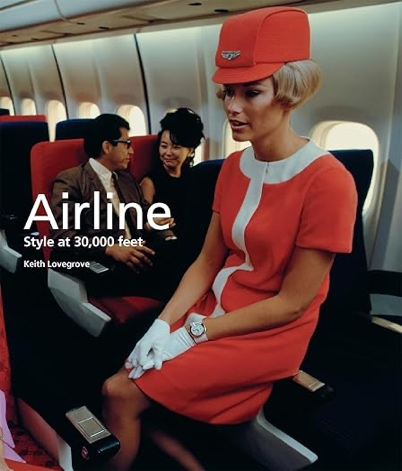 Airline
Style at 30,000 feet
Keith Lovegrove